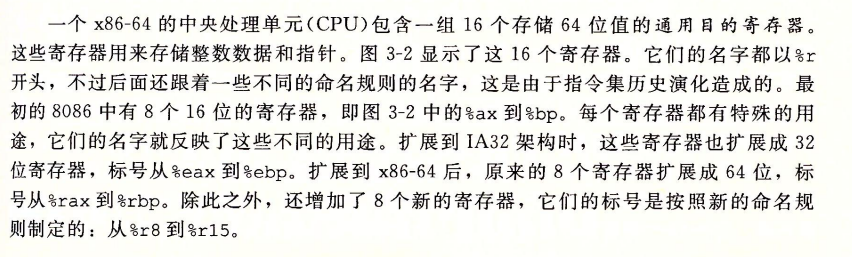 一个 x86-64 的中央处理单元(CPU)包含一组 16 个存储 64 位值的通用目的寄存器。
这些寄存器用来存储整数数据和指针。图 3-2 显示了这 16 个寄存器。它们的名字都以%r
开头，不过后面还跟着一些不同的命名规则的名字，这是由于指令集历史演化造成的。最
初的 8086 中有 8 个 16 位的寄存器，即图 3-2 中的%ax 到%bp。每个寄存器都有特殊的用
途，它们的名字就反映了这些不同的用途。扩展到 IA32 架构时，这些寄存器也扩展成 32
位寄存器，标号从%eax 到%ebp。扩展到 x86-64 后，原来的 8 个寄存器扩展成 64 位，标
号从%rax 到%rbp。除此之外，还增加了 8 个新的寄存器，它们的标号是按照新的命名规
则制定的：从%r8 到%r15。